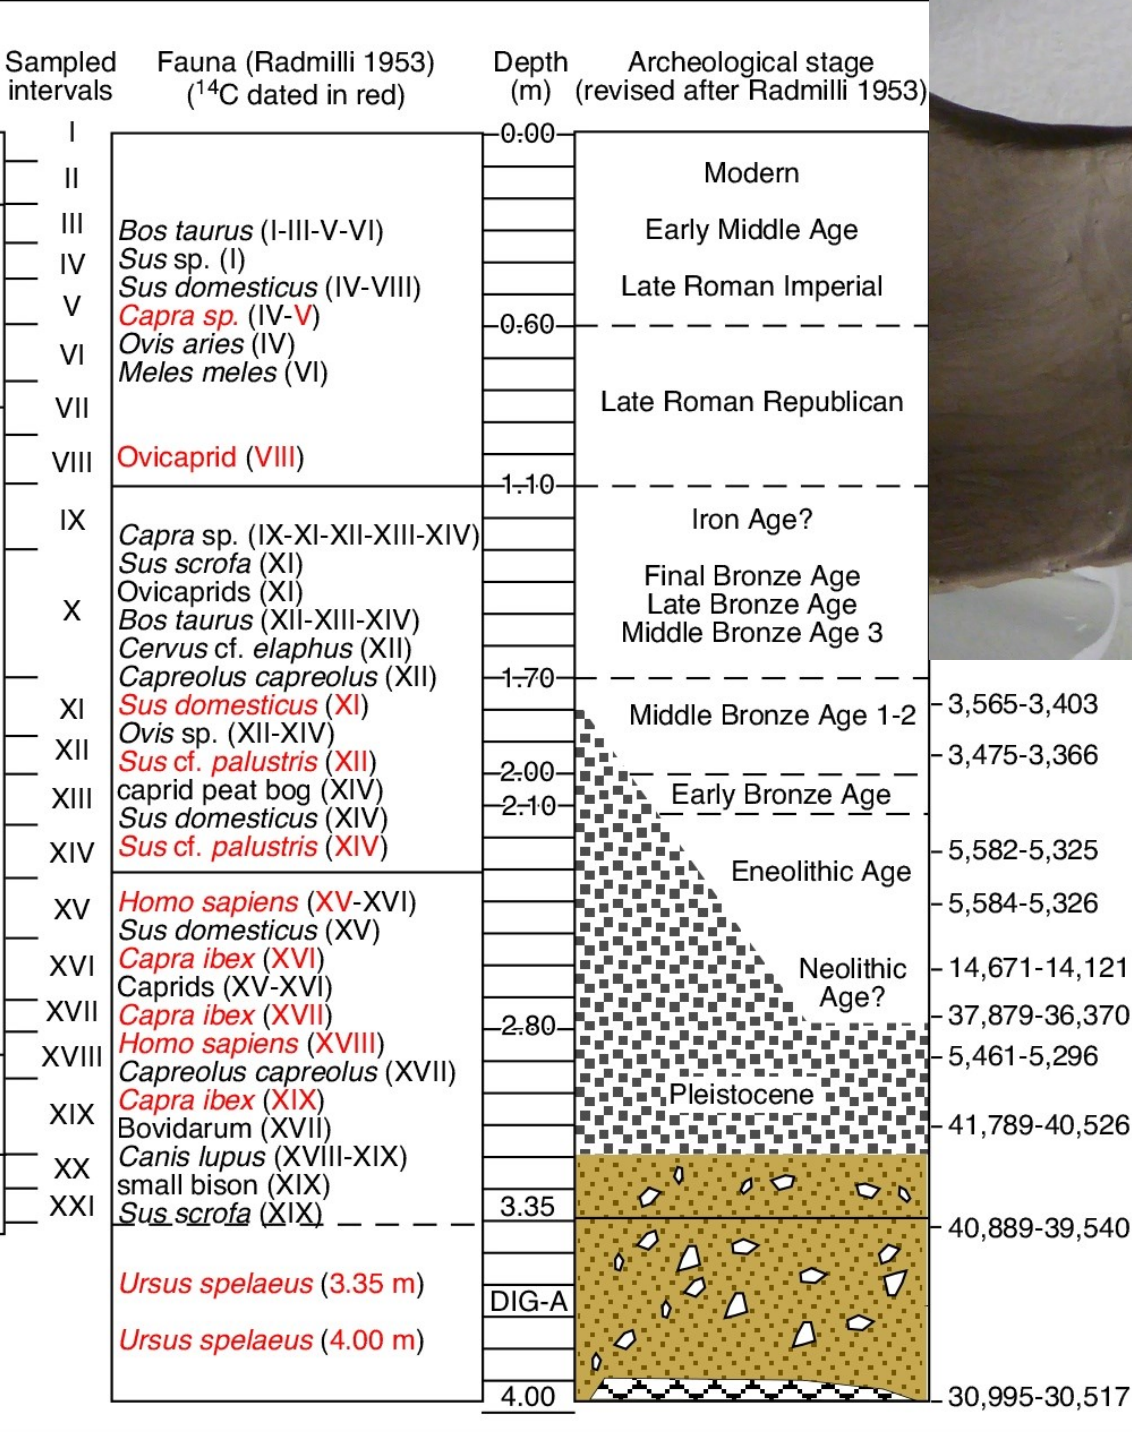 Sampled intervals
Fauna (Radmilli 1953)
(¹⁴C dated in red)
Depth (m)
Archeological stage
(revised after Radmilli 1953)
I
II
III
IV
V
VI
VII
VIII
IX
X
XI
XII
XIII
XIV
XV
XVI
XVII
XVIII
XIX
XX
XXI
Bos taurus (I-III-V-VI)
Sus sp. (I)
Sus domesticus (IV-VIII)
Capra sp. (IV-V)
Ovis aries (IV)
Meles meles (VI)
Ovicaprid (VIII)
Capra sp. (IX-XI-XII-XIII-XIV)
Sus scrofa (XI)
Ovicaprids (XI)
Bos taurus (XII-XIII-XIV)
Cervus cf. elaphus (XII)
Capreolus capreolus (XII)
Sus domesticus (XI)
Ovis sp. (XII-XIV)
Sus cf. palustris (XII)
caprid peat bog (XIV)
Sus domesticus (XIV)
Sus cf. palustris (XIV)
Homo sapiens (XV-XVI)
Sus domesticus (XV)
Capra ibex (XVI)
Caprids (XV-XVI)
Capra ibex (XVII)
Homo sapiens (XVIII)
Capreolus capreolus (XVII)
Capra ibex (XIX)
Bovidarum (XVII)
Canis lupus (XVIII-XIX)
small bison (XIX)
Sus scrofa (XIX)
Ursus spelaeus (3.35 m)
Ursus spelaeus (4.00 m)
0.00
0.60
1.10
1.70
2.00
2.10
2.80
3.35
DIG-A
4.00
Modern
Early Middle Age
Late Roman Imperial
Late Roman Republican
Iron Age?
Final Bronze Age
Late Bronze Age
Middle Bronze Age 3
Middle Bronze Age 1-2
Early Bronze Age
Eneolithic Age
Neolithic
Age?
Pleistocene
3,565-3,403
3,475-3,366
5,582-5,325
5,584-5,326
14,671-14,121
37,879-36,370
5,461-5,296
41,789-40,526
40,889-39,540
30,995-30,517